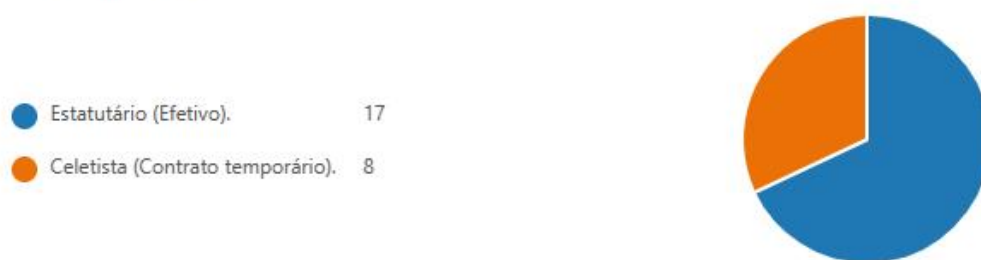 Estatutário (Efetivo). 17
Celetista (Contrato temporário). 8